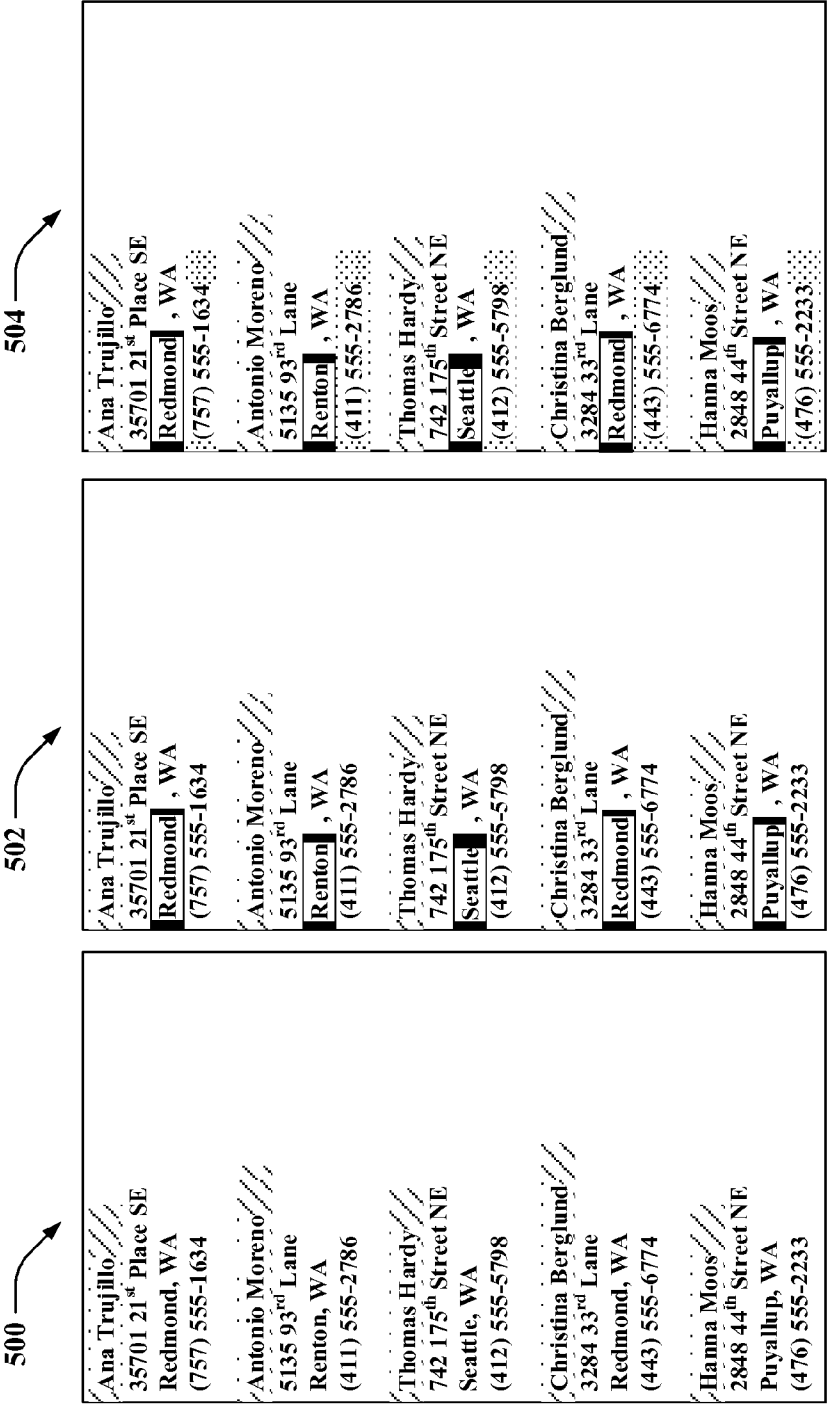 500
Ana Trujillo
35701 21st Place SE
Redmond, WA
(757) 555-1634
Antonio Moreno
5135 93rd Lane
Renton, WA
(411) 555-2786
Thomas Hardy
742 175th Street NE
Seattle, WA
(412) 555-5798
Christina Berglund
3284 33rd Lane
Redmond, WA
(443) 555-6774
Hanna Moos
2848 44th Street NE
Puyallup, WA
(476) 555-2233
502
Ana Trujillo
35701 21st Place SE
Redmond , WA
(757) 555-1634
Antonio Moreno
5135 93rd Lane
Renton , WA
(411) 555-2786
Thomas Hardy
742 175th Street NE
Seattle , WA
(412) 555-5798
Christina Berglund
3284 33rd Lane
Redmond , WA
(443) 555-6774
Hanna Moos
2848 44th Street NE
Puyallup , WA
(476) 555-2233
504
Ana Trujillo
35701 21st Place SE
Redmond , WA
(757) 555-1634
Antonio Moreno
5135 93rd Lane
Renton , WA
(411) 555-2786
Thomas Hardy
742 175th Street NE
Seattle , WA
(412) 555-5798
Christina Berglund
3284 33rd Lane
Redmond , WA
(443) 555-6774
Hanna Moos
2848 44th Street NE
Puyallup , WA
(476) 555-2233